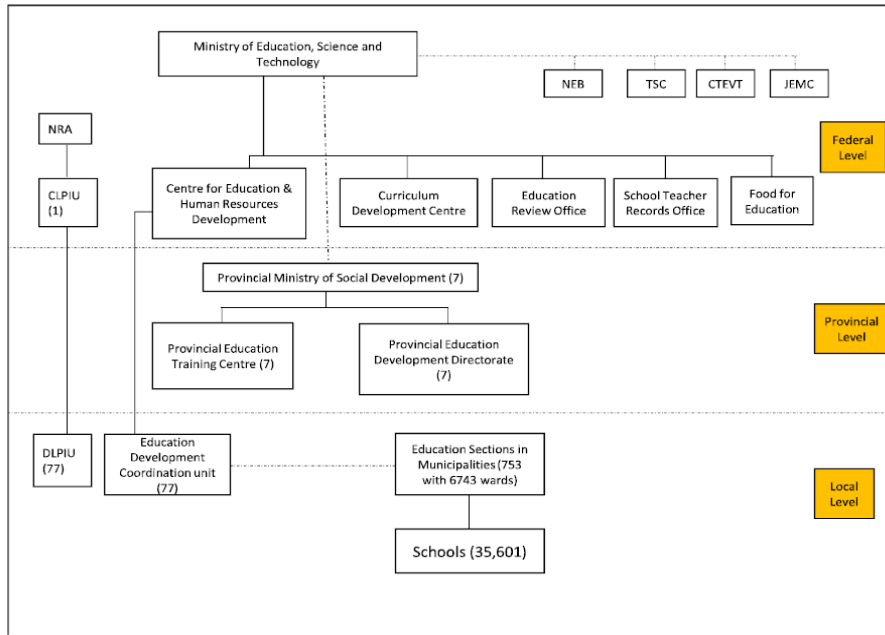 Ministry of Education, Science and
Technology
NEB
TSC
CTEVT
JEMC
NRA
Federal
Level
CLPIU
(1)
Centre for Education &
Human Resources
Development
Curriculum
Development Centre
Education
Review Office
School Teacher
Records Office
Food for
Education
Provincial Ministry of Social Development (7)
Provincial
Level
Provincial Education
Training Centre (7)
Provincial Education
Development Directorate
(7)
DLPIU
(77)
Education
Development
Coordination unit
(77)
Education Sections in
Municipalities (753
with 6743 wards)
Local
Level
Schools (35,601)